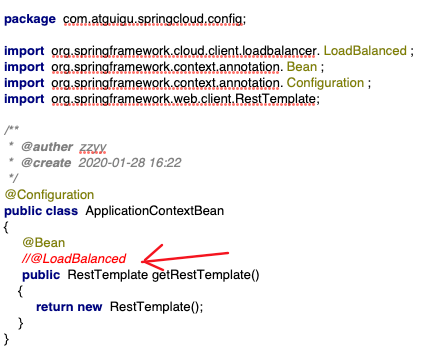 package com.atguigu.springcloud.config;
import org.springframework.cloud.client.loadbalancer. LoadBalanced ;
import org.springframework.context.annotation. Bean ;
import org.springframework.context.annotation. Configuration ;
import org.springframework.web.client.RestTemplate;
/**
* @auther zzyy
* @create 2020-01-28 16:22
*/
@Configuration
public class ApplicationContextBean
{
@Bean
//@LoadBalanced
public RestTemplate getRestTemplate()
{
return new RestTemplate();
}
}